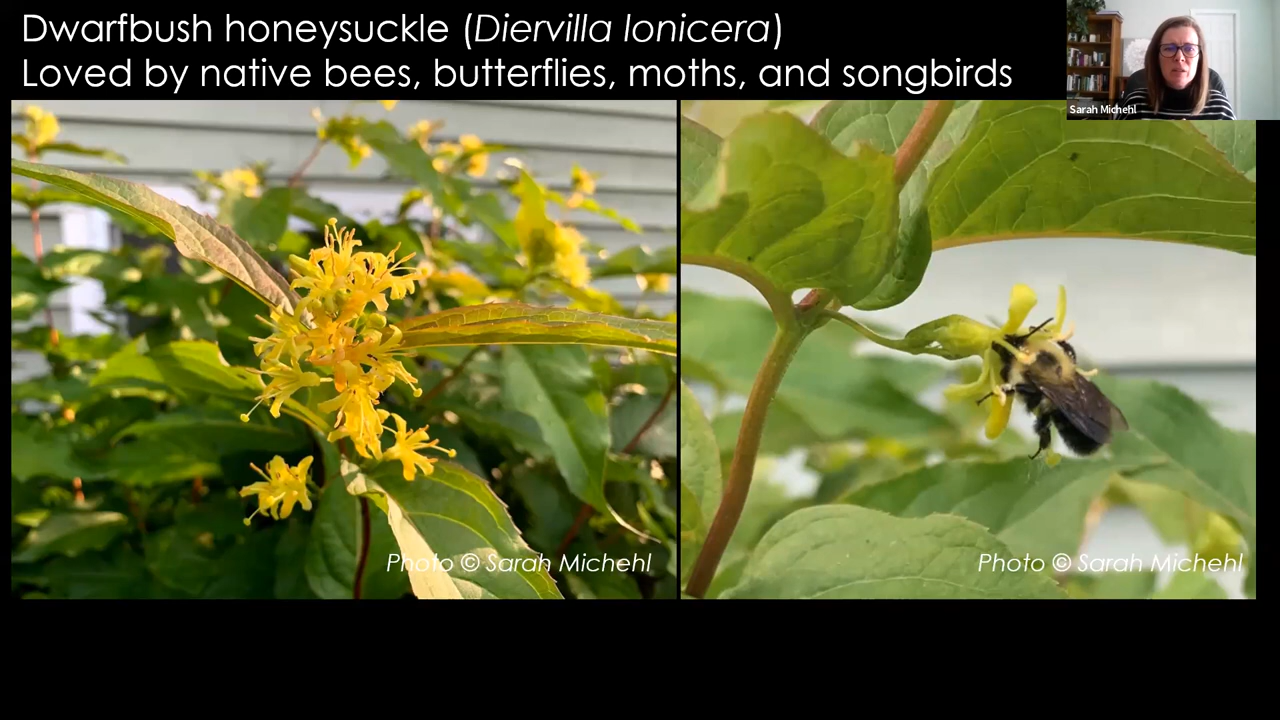 Dwarfbush honeysuckle (Diervilla lonicera)
Loved by native bees, butterflies, moths, and songbirds
Sarah Michehl
Photo © Sarah Michehl
Photo © Sarah Michehl